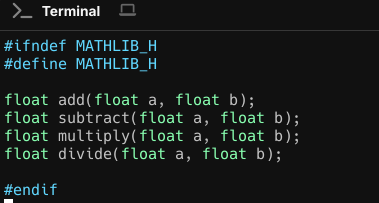 Terminal
#ifndef MATHLIB_H
#define MATHLIB_H
float add(float a, float b);
float subtract(float a, float b);
float multiply(float a, float b);
float divide(float a, float b);
#endif